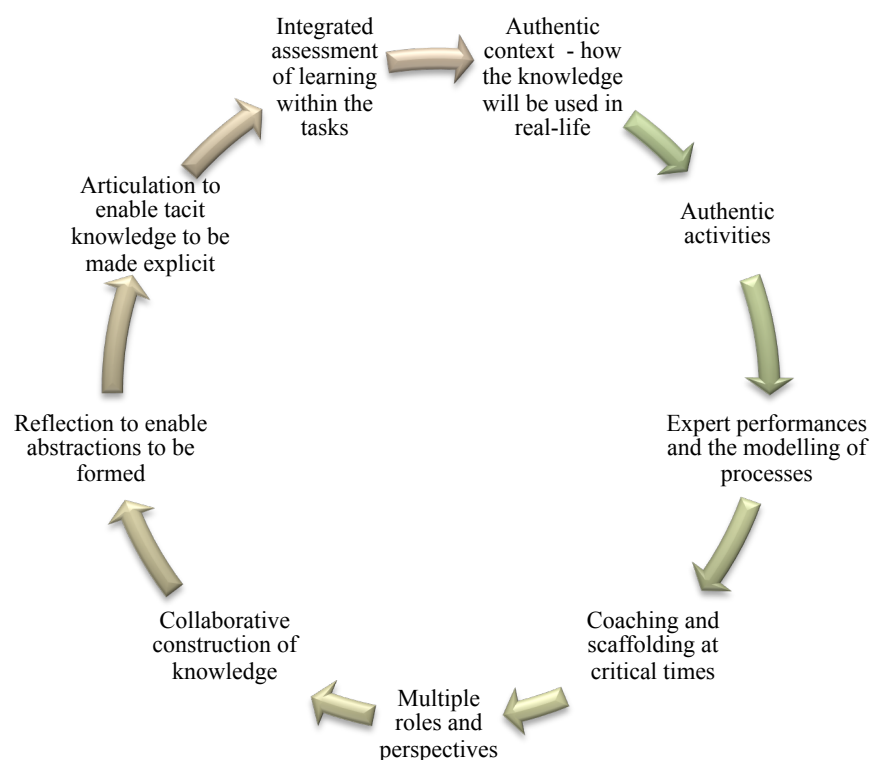 Integrated
assessment
of learning
within the
tasks
Authentic
context - how
the knowledge
will be used in
real-life
Authentic
activities
Expert performances
and the modelling of
processes
Coaching and
scaffolding at
critical times
Multiple
roles and
perspectives
Collaborative
construction of
knowledge
Reflection to enable
abstractions to be
formed
Articulation to
enable tacit
knowledge to be
made explicit